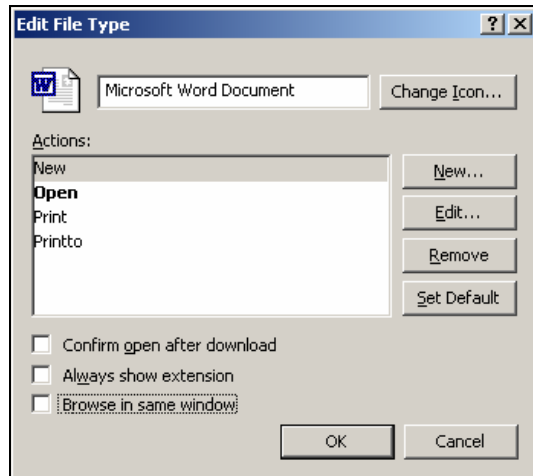 Edit File Type
Microsoft Word Document
Change Icon...
Actions:
New
Open
Print
Printto
New...
Edit...
Remove
Set Default
Confirm open after download
Always show extension
Browse in same window
OK Cancel